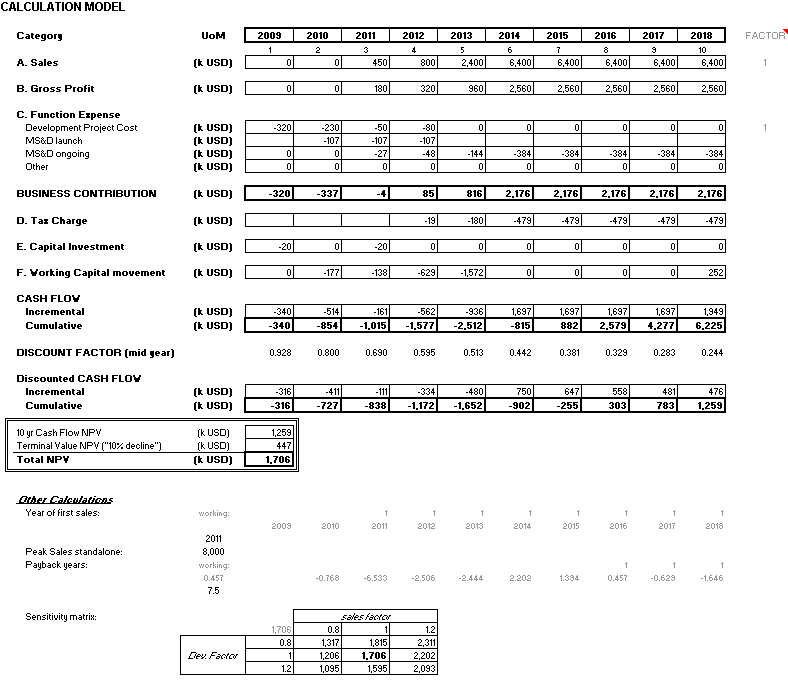 CALCULATION MODEL
Category UoM 2009 2010 2011 2012 2013 2014 2015 2016 2017 2018 FACTOR
1 2 3 4 5 6 7 8 9 10
A. Sales (k USD) 0 0 450 800 2,400 6,400 6,400 6,400 6,400 6,400 1
B. Gross Profit (k USD) 0 0 180 320 960 2,560 2,560 2,560 2,560 2,560
C. Function Expense
Development Project Cost (k USD) -320 -230 -50 -80 0 0 0 0 0 0 1
MS&D launch (k USD) -107 -107 -107
MS&D ongoing (k USD) 0 0 -27 -48 -144 -384 -384 -384 -384 -384
Other (k USD) 0 0 0 0 0 0 0 0 0 0
BUSINESS CONTRIBUTION (k USD) -320 -337 -4 85 816 2,176 2,176 2,176 2,176 2,176
D. Tax Charge (k USD) -19 -180 -479 -479 -479 -479 -479
E. Capital Investment (k USD) -20 0 -20 0 0 0 0 0 0 0
F. Working Capital movement (k USD) 0 -177 -138 -629 -1,572 0 0 0 252
CASH FLOW
Incremental (k USD) -340 -514 -161 -562 -936 1,697 1,697 1,697 1,697 1,949
Cumulative (k USD) -340 -854 -1,015 -1,577 -2,512 -815 882 2,579 4,277 6,225
DISCOUNT FACTOR (mid year) 0.928 0.800 0.690 0.595 0.513 0.442 0.381 0.329 0.283 0.244
Discounted CASH FLOW
Incremental (k USD) -316 -411 -111 -334 -480 750 647 558 481 476
Cumulative (k USD) -316 -727 -838 -1,172 -1,652 -902 -255 303 783 1,259
10 yr Cash Flow NPV (k USD) 1,259
Terminal Value NPV ("10% decline") (k USD) 447
Total NPV (k USD) 1,706
Other Calculations
Year of first sales: working: 1 1 1 1 1 1 1 1
2009 2010 2011 2012 2013 2014 2015 2016 2017 2018
2011
Peak Sales standalone: 8,000
Payback years: working: 1 1 1
0.457 -0.768 -6.533 -2.506 -2.444 2.202 1.394 0.457 -0.629 -1.646
7.5
Sensitivity matrix: sales factor
1,706 0.8 1 1.2
0.8 1,317 1,815 2,311
Dev. Factor 1 1,206 1,706 2,202
1.2 1,095 1,595 2,093